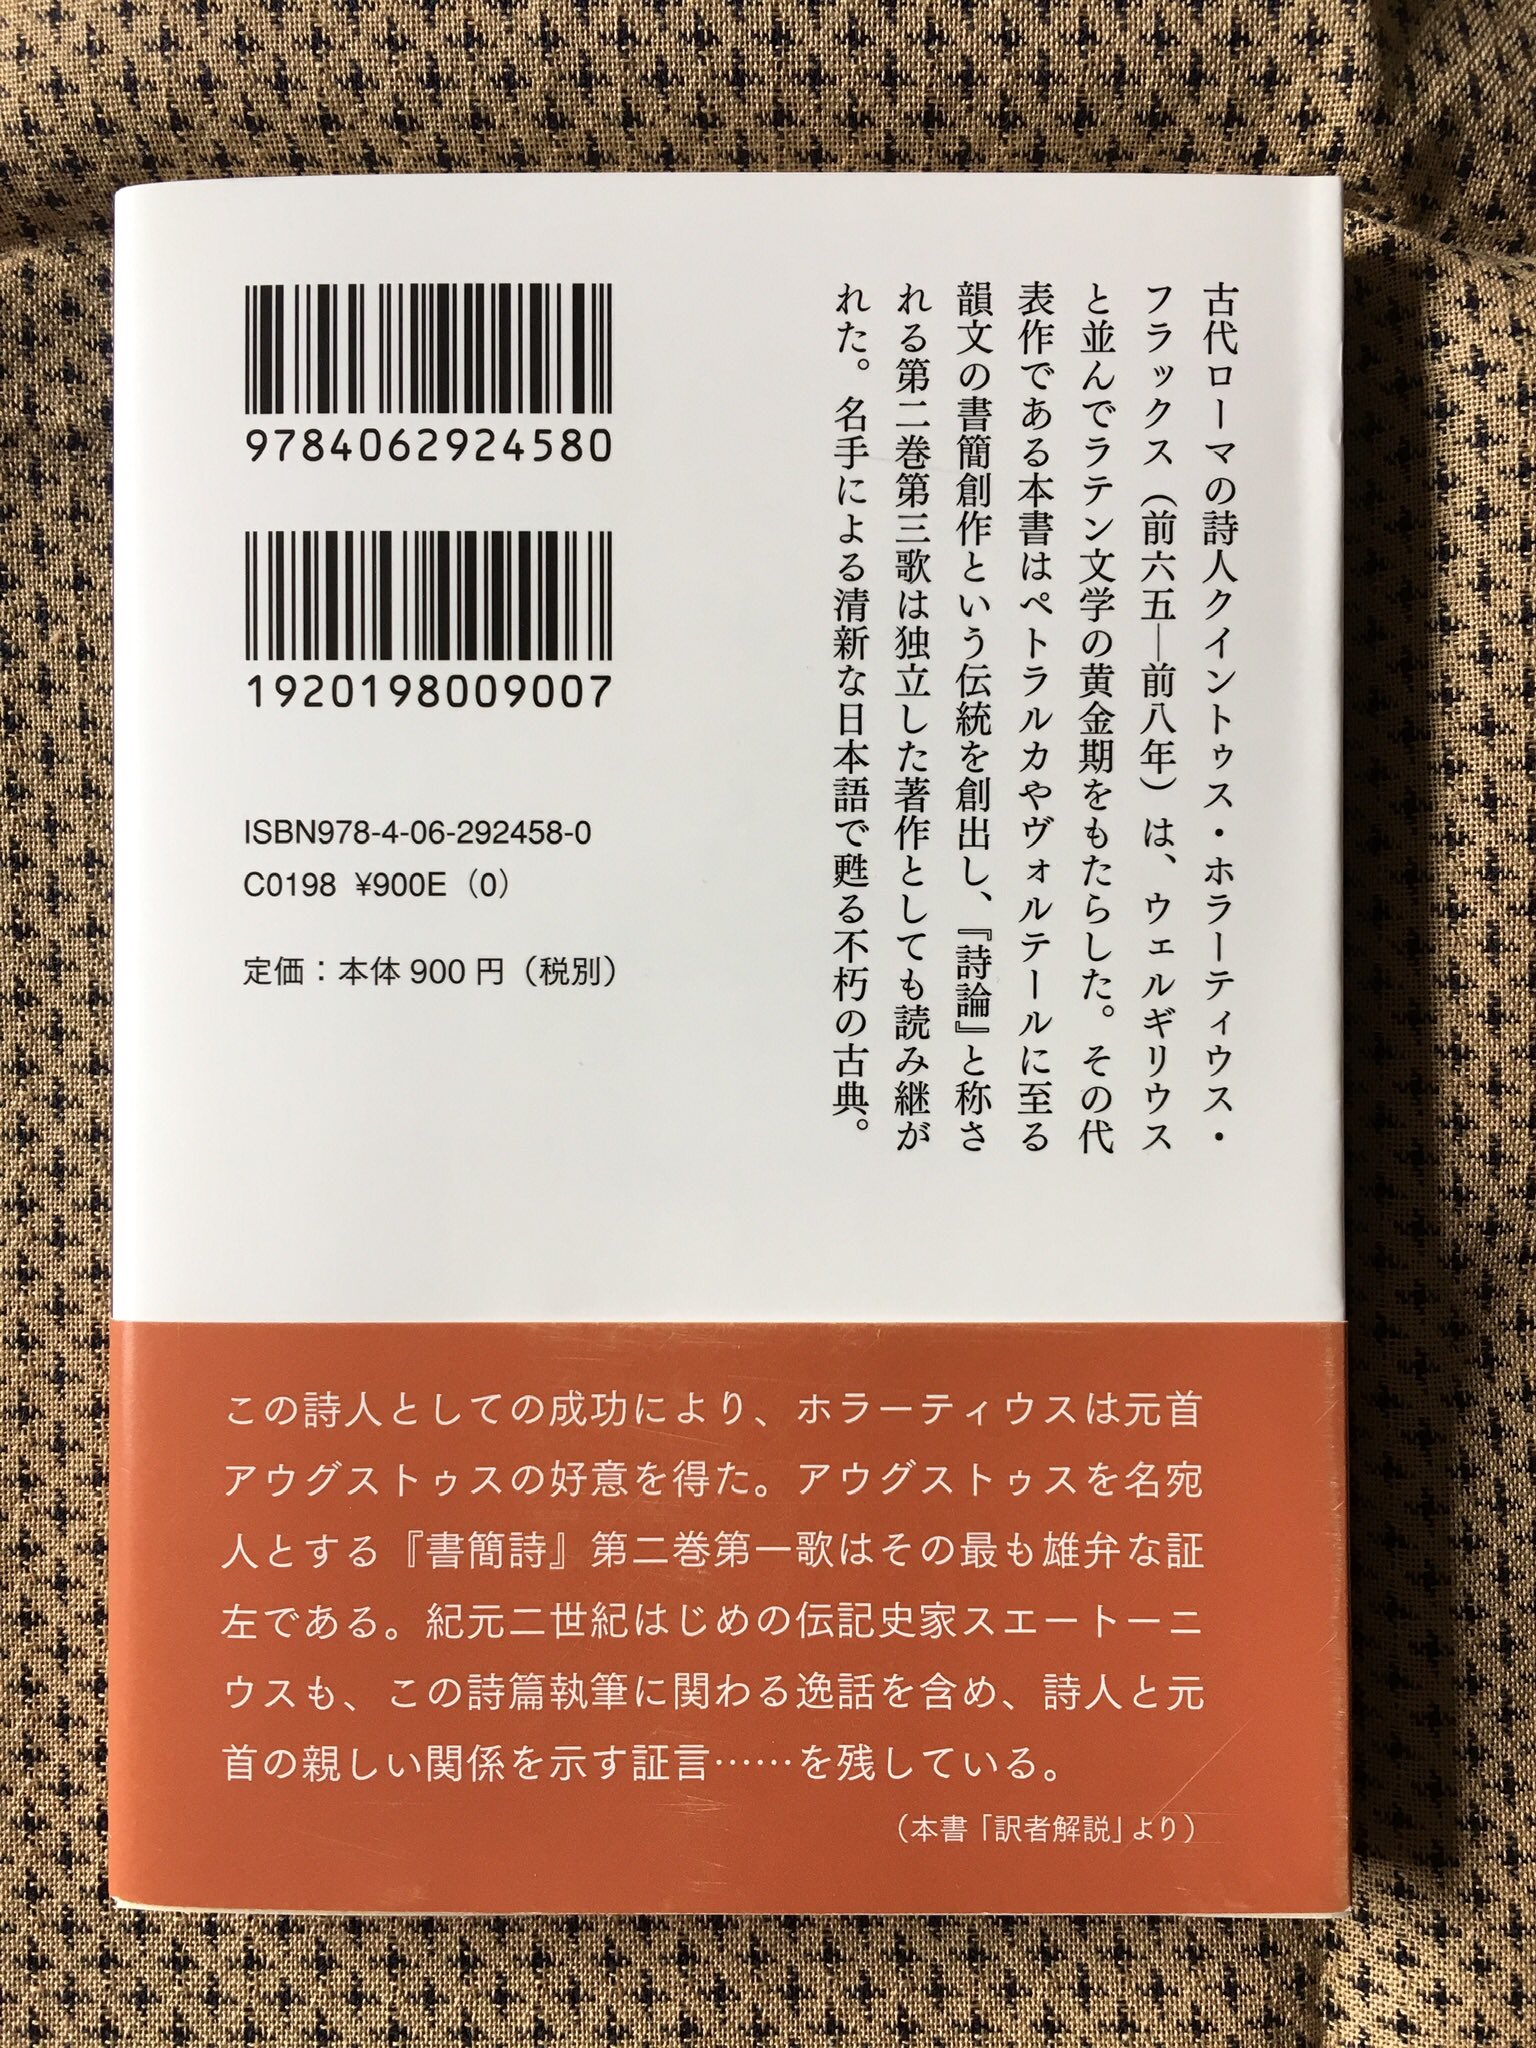 古代ローマの詩人クイントゥス・ホラーティウス・
フラックス（前六五―前八年）は、ウェルギリウス
と並んでラテン文学の黄金期をもたらした。その代
表作である本書はペトラルカやヴォルテールに至る
韻文の書簡創作という伝統を創出し、『詩論』と称さ
れる第二巻第三歌は独立した著作としても読み継が
れた。名手による清新な日本語で甦る不朽の古典。
9784062924580
1920198009007
ISBN978-4-06-292458-0
C0198 ¥900E（0）
定価：本体900円（税別）
この詩人としての成功により、ホラーティウスは元首
アウグストゥスの好意を得た。アウグストゥスを名宛
人とする『書簡詩』第二巻第一歌はその最も雄弁な証
左である。紀元二世紀はじめの伝記史家スエートーニ
ウスも、この詩篇執筆に関わる逸話を含め、詩人と元
首の親しい関係を示す証言……を残している。
（本書「訳者解説」より）